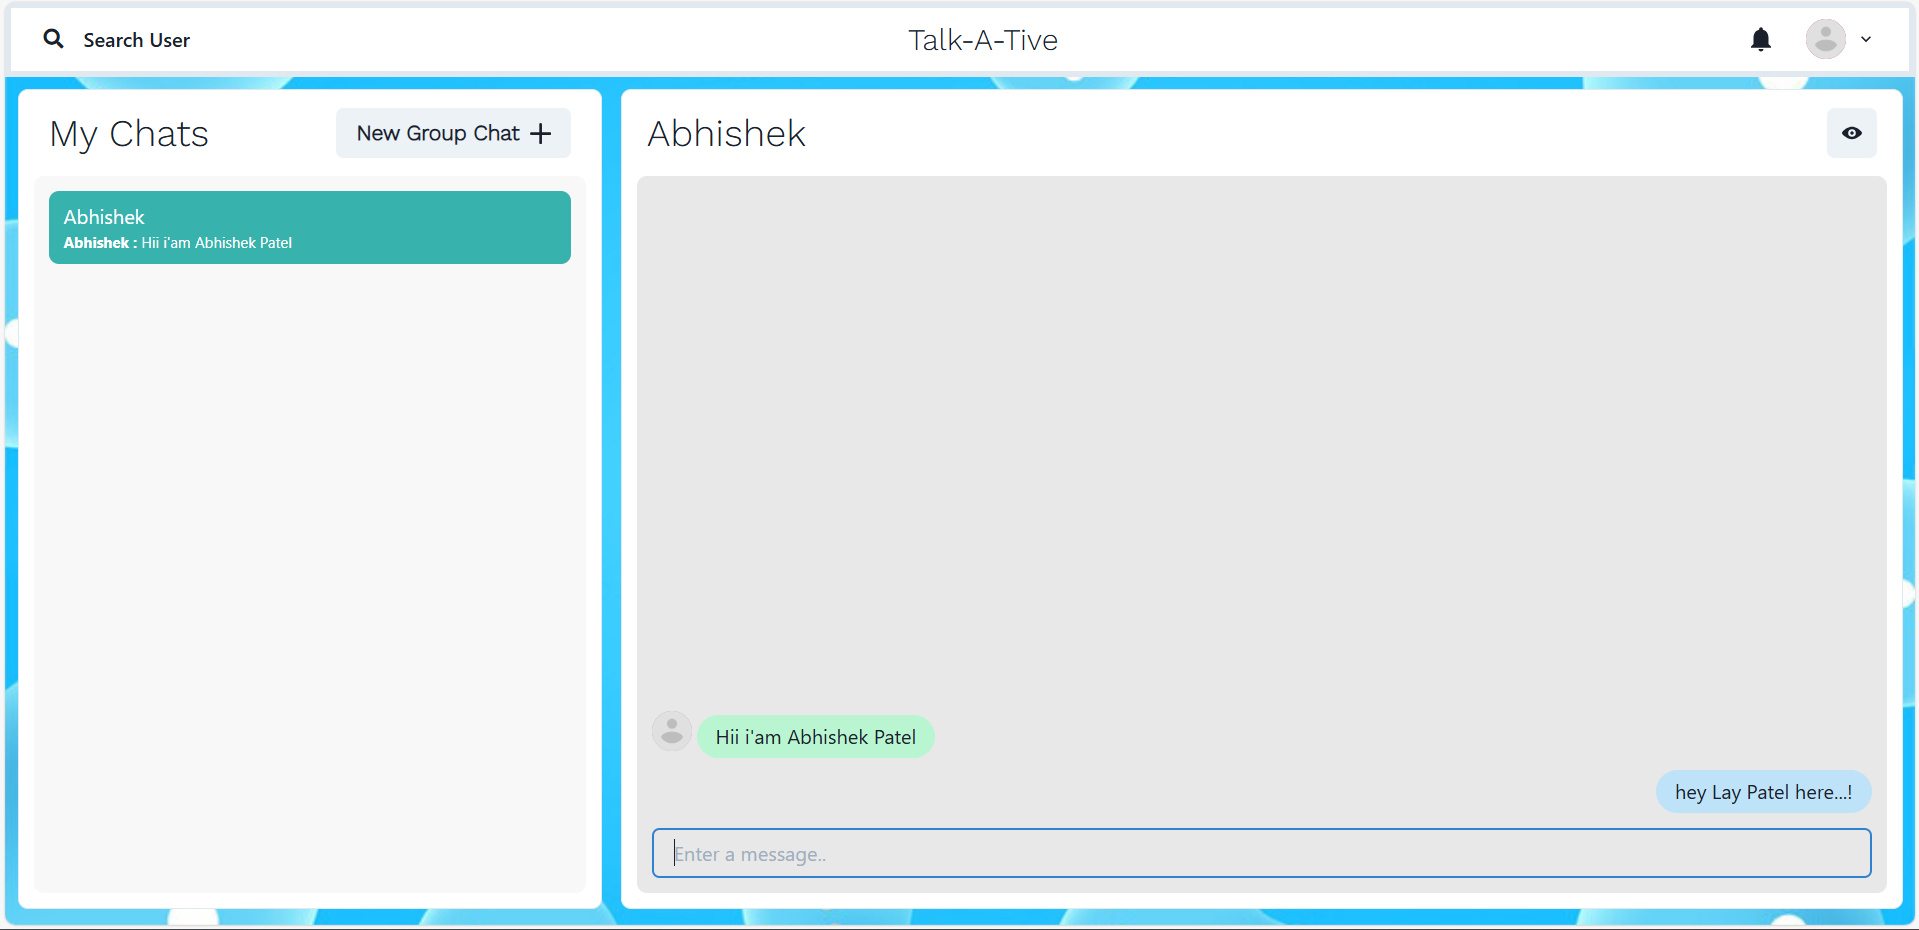 Search User
Talk-A-Tive
My Chats
New Group Chat
Abhishek
Abhishek : Hii i'am Abhishek Patel
Abhishek
Hii i'am Abhishek Patel
hey Lay Patel here...!
Enter a message..